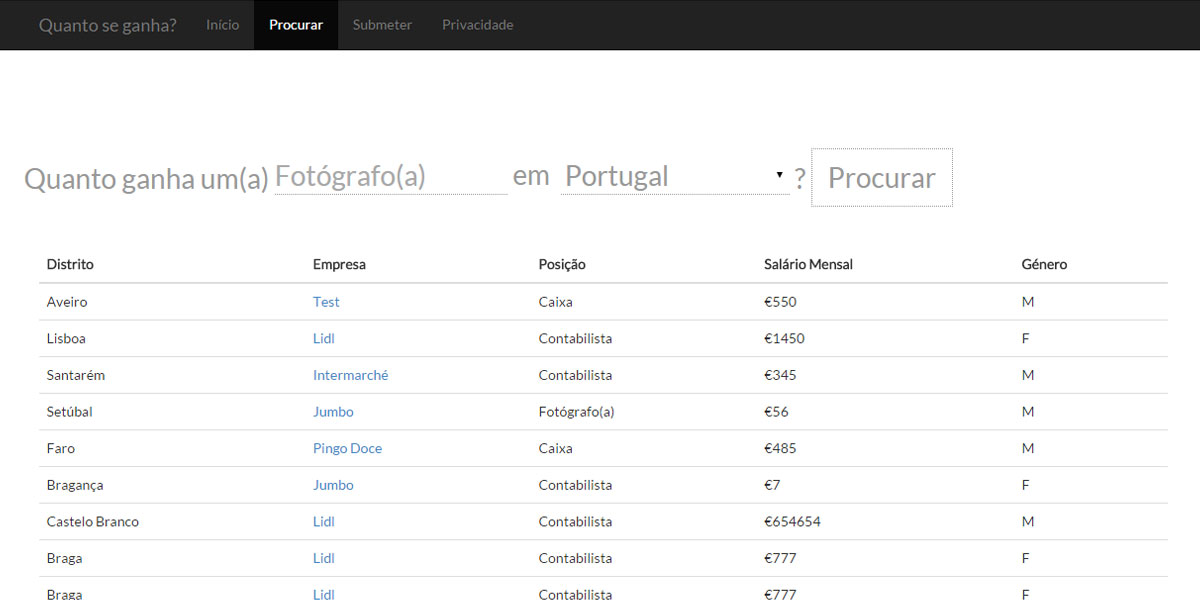 Quanto se ganha? Início Procurar Submeter Privacidade
Quanto ganha um(a) Fotógrafo(a) em Portugal ? Procurar
Distrito Empresa Posição Salário Mensal Género
Aveiro Test Caixa €550 M
Lisboa Lidl Contabilista €1450 F
Santarém Intermarché Contabilista €345 M
Setúbal Jumbo Fotógrafo(a) €56 M
Faro Pingo Doce Caixa €485 M
Bragança Jumbo Contabilista €7 F
Castelo Branco Lidl Contabilista €654654 M
Braga Lidl Contabilista €777 F
Braga Lidl Contabilista €777 F